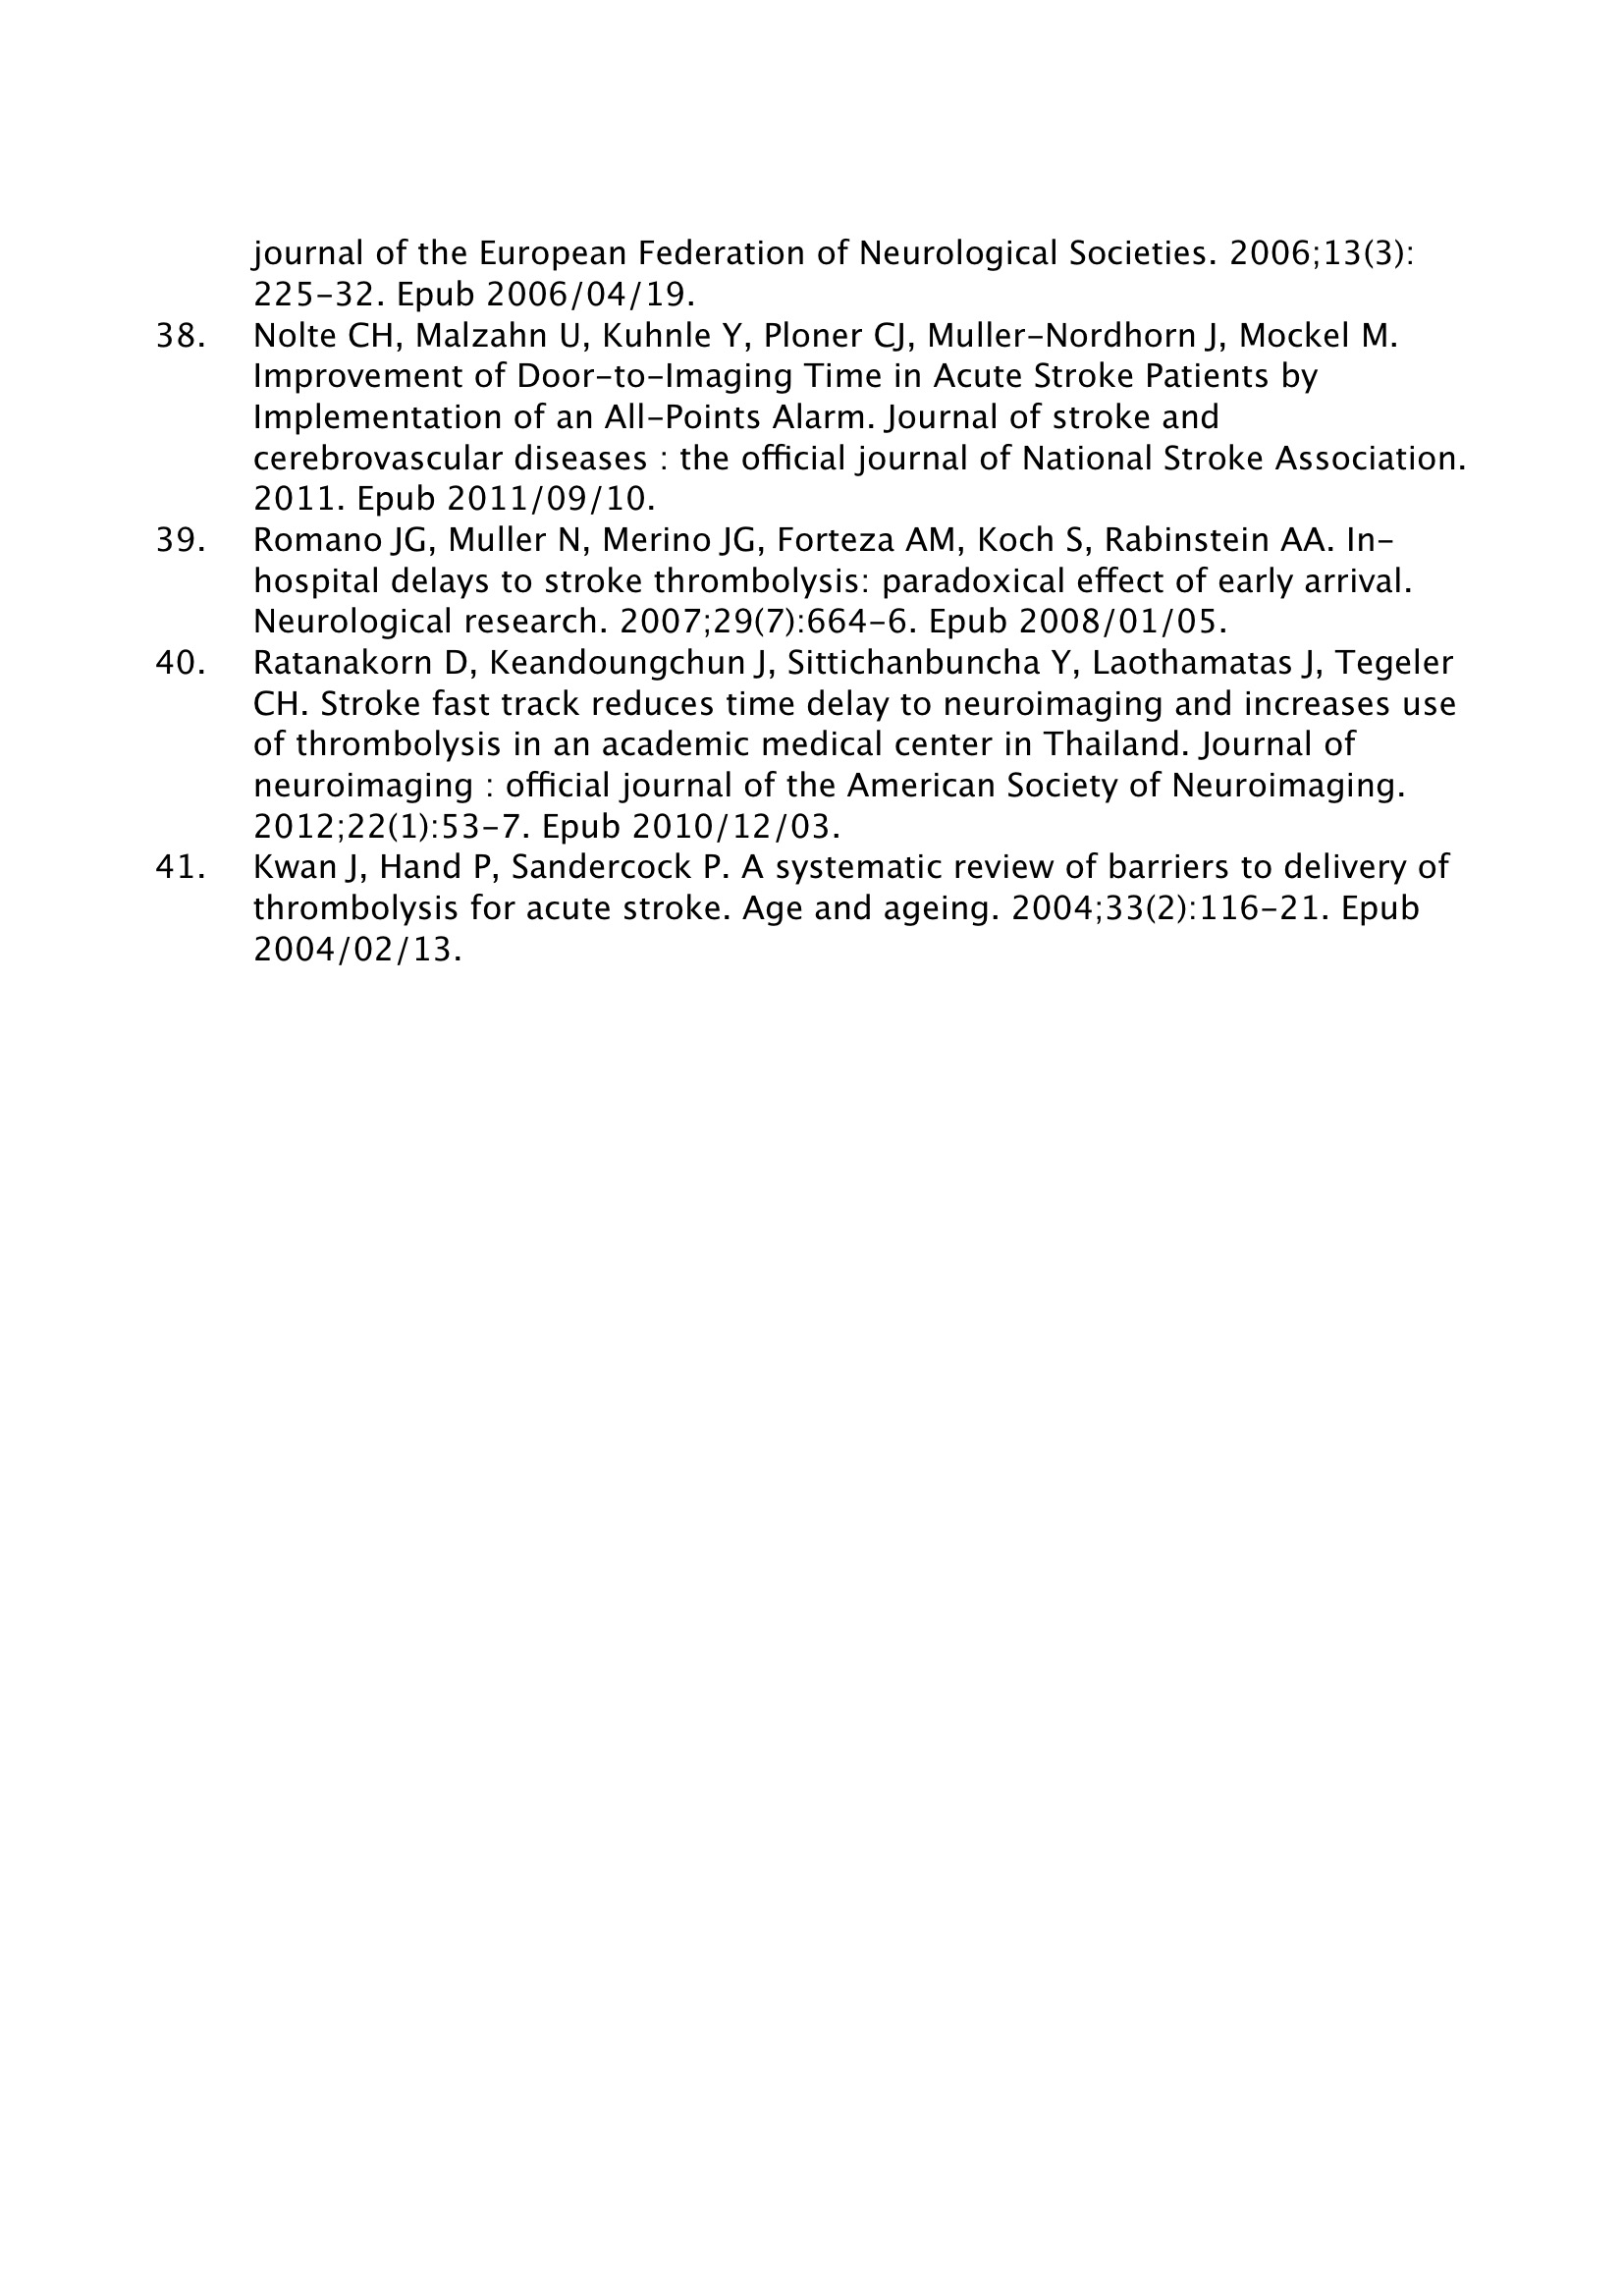 journal of the European Federation of Neurological Societies. 2006;13(3):
225-32. Epub 2006/04/19.
38. Nolte CH, Malzahn U, Kuhnle Y, Ploner CJ, Muller-Nordhorn J, Mockel M.
Improvement of Door-to-Imaging Time in Acute Stroke Patients by
Implementation of an All-Points Alarm. Journal of stroke and
cerebrovascular diseases : the official journal of National Stroke Association.
2011. Epub 2011/09/10.
39. Romano JG, Muller N, Merino JG, Forteza AM, Koch S, Rabinstein AA. In-
hospital delays to stroke thrombolysis: paradoxical effect of early arrival.
Neurological research. 2007;29(7):664-6. Epub 2008/01/05.
40. Ratanakorn D, Keandoungchun J, Sittichanbuncha Y, Laothamatas J, Tegeler
CH. Stroke fast track reduces time delay to neuroimaging and increases use
of thrombolysis in an academic medical center in Thailand. Journal of
neuroimaging : official journal of the American Society of Neuroimaging.
2012;22(1):53-7. Epub 2010/12/03.
41. Kwan J, Hand P, Sandercock P. A systematic review of barriers to delivery of
thrombolysis for acute stroke. Age and ageing. 2004;33(2):116-21. Epub
2004/02/13.